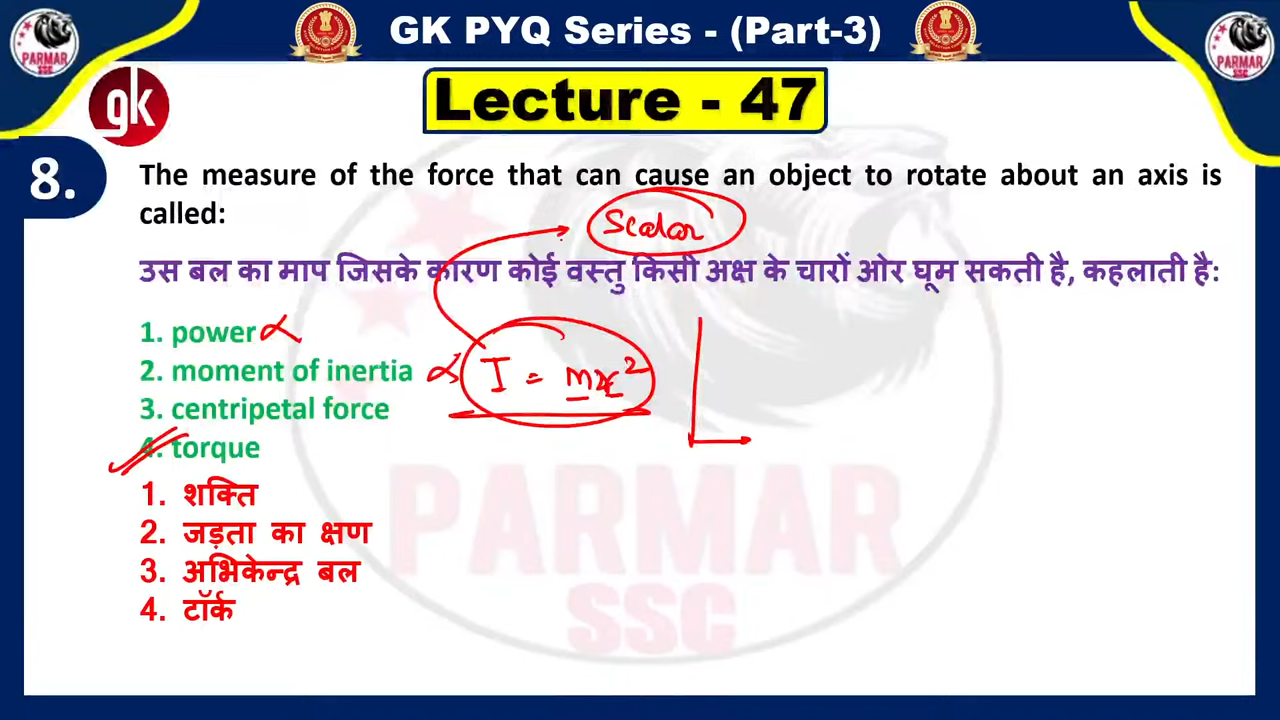 GK PYQ Series - (Part-3)
PARMAR
SSC
PARMAR
SSC
gk
Lecture - 47
8.
The measure of the force that can cause an object to rotate about an axis is
called:
Scalar
उस बल का माप जिसके कारण कोई वस्तु किसी अक्ष के चारों ओर घूम सकती है, कहलाती है:
1. power
2. moment of inertia
I = mr²
3. centripetal force
4. torque
1. शक्ति
2. जड़ता का क्षण
3. अभिकेन्द्र बल
4. टॉर्क
PARMAR
SSC